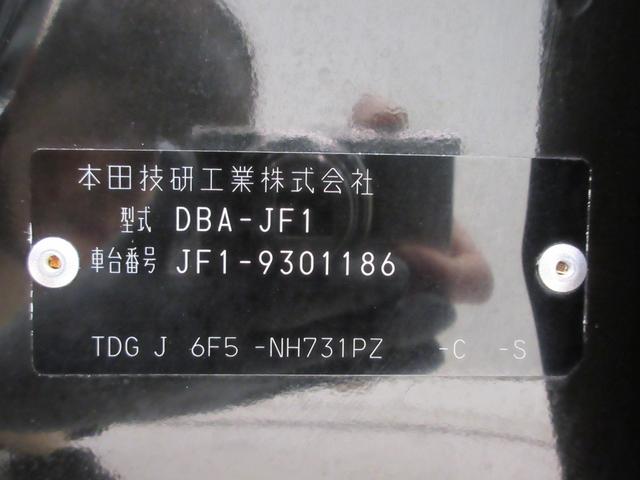 本田技研工業株式会社
型式 DBA-JF1
車台番号 JF1-9301186
TDG J 6F5 -NH731PZ -C -S